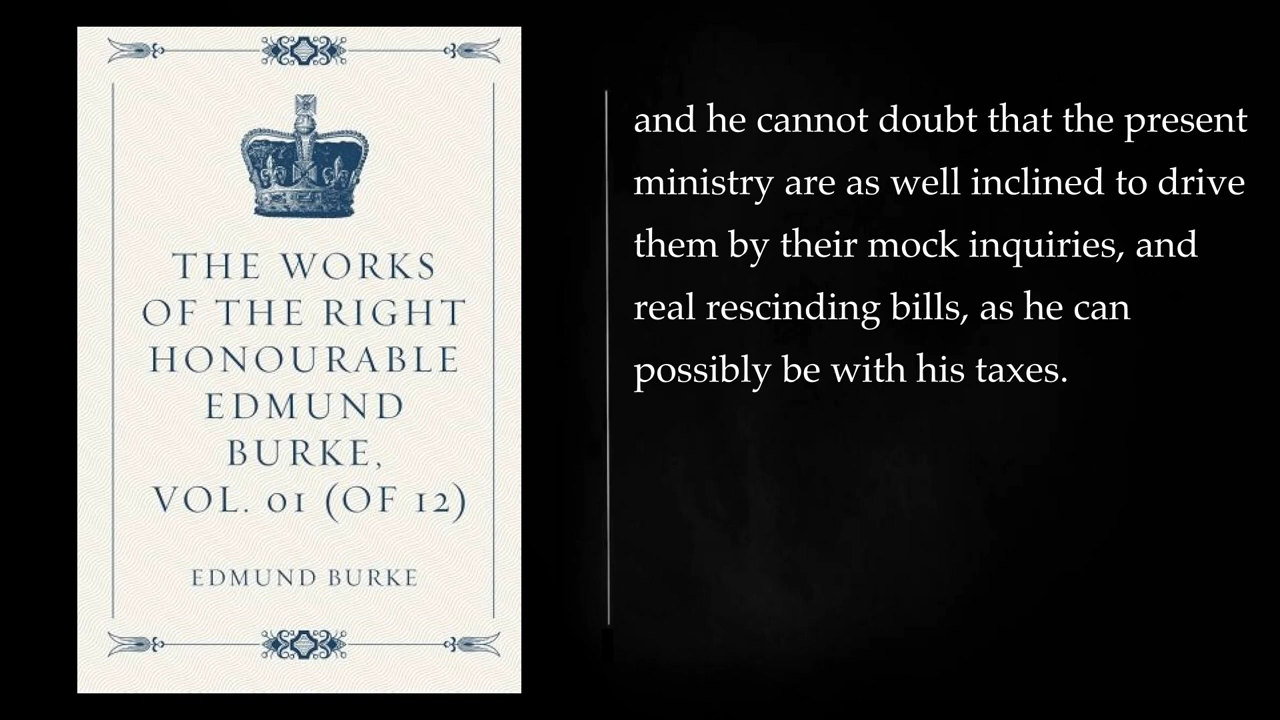 THE WORKS
OF THE RIGHT
HONOURABLE
EDMUND
BURKE,
VOL. 01 (OF 12)
EDMUND BURKE
and he cannot doubt that the present
ministry are as well inclined to drive
them by their mock inquiries, and
real rescinding bills, as he can
possibly be with his taxes.